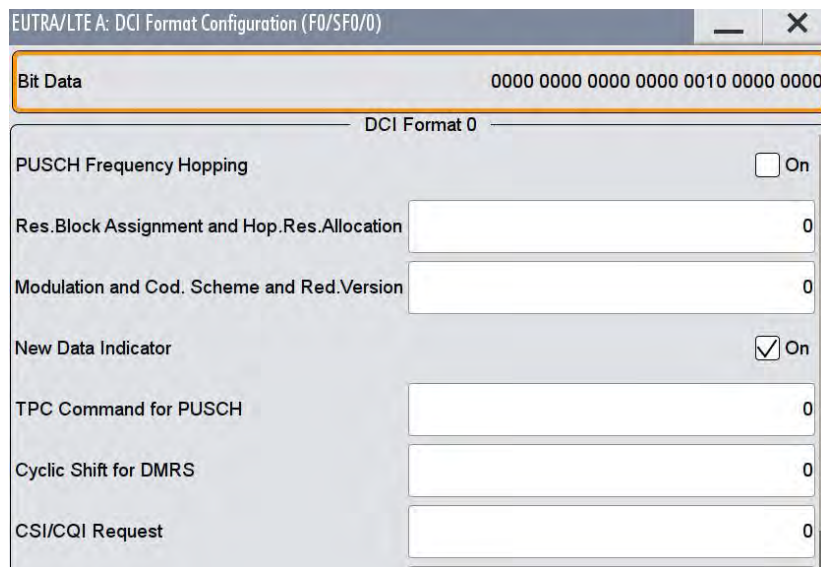 EUTRA/LTE A: DCI Format Configuration (F0/SF0/0)
Bit Data 0000 0000 0000 0000 0010 0000 0000
DCI Format 0
PUSCH Frequency Hopping On
Res.Block Assignment and Hop.Res.Allocation 0
Modulation and Cod. Scheme and Red.Version 0
New Data Indicator On
TPC Command for PUSCH 0
Cyclic Shift for DMRS 0
CSI/CQI Request 0